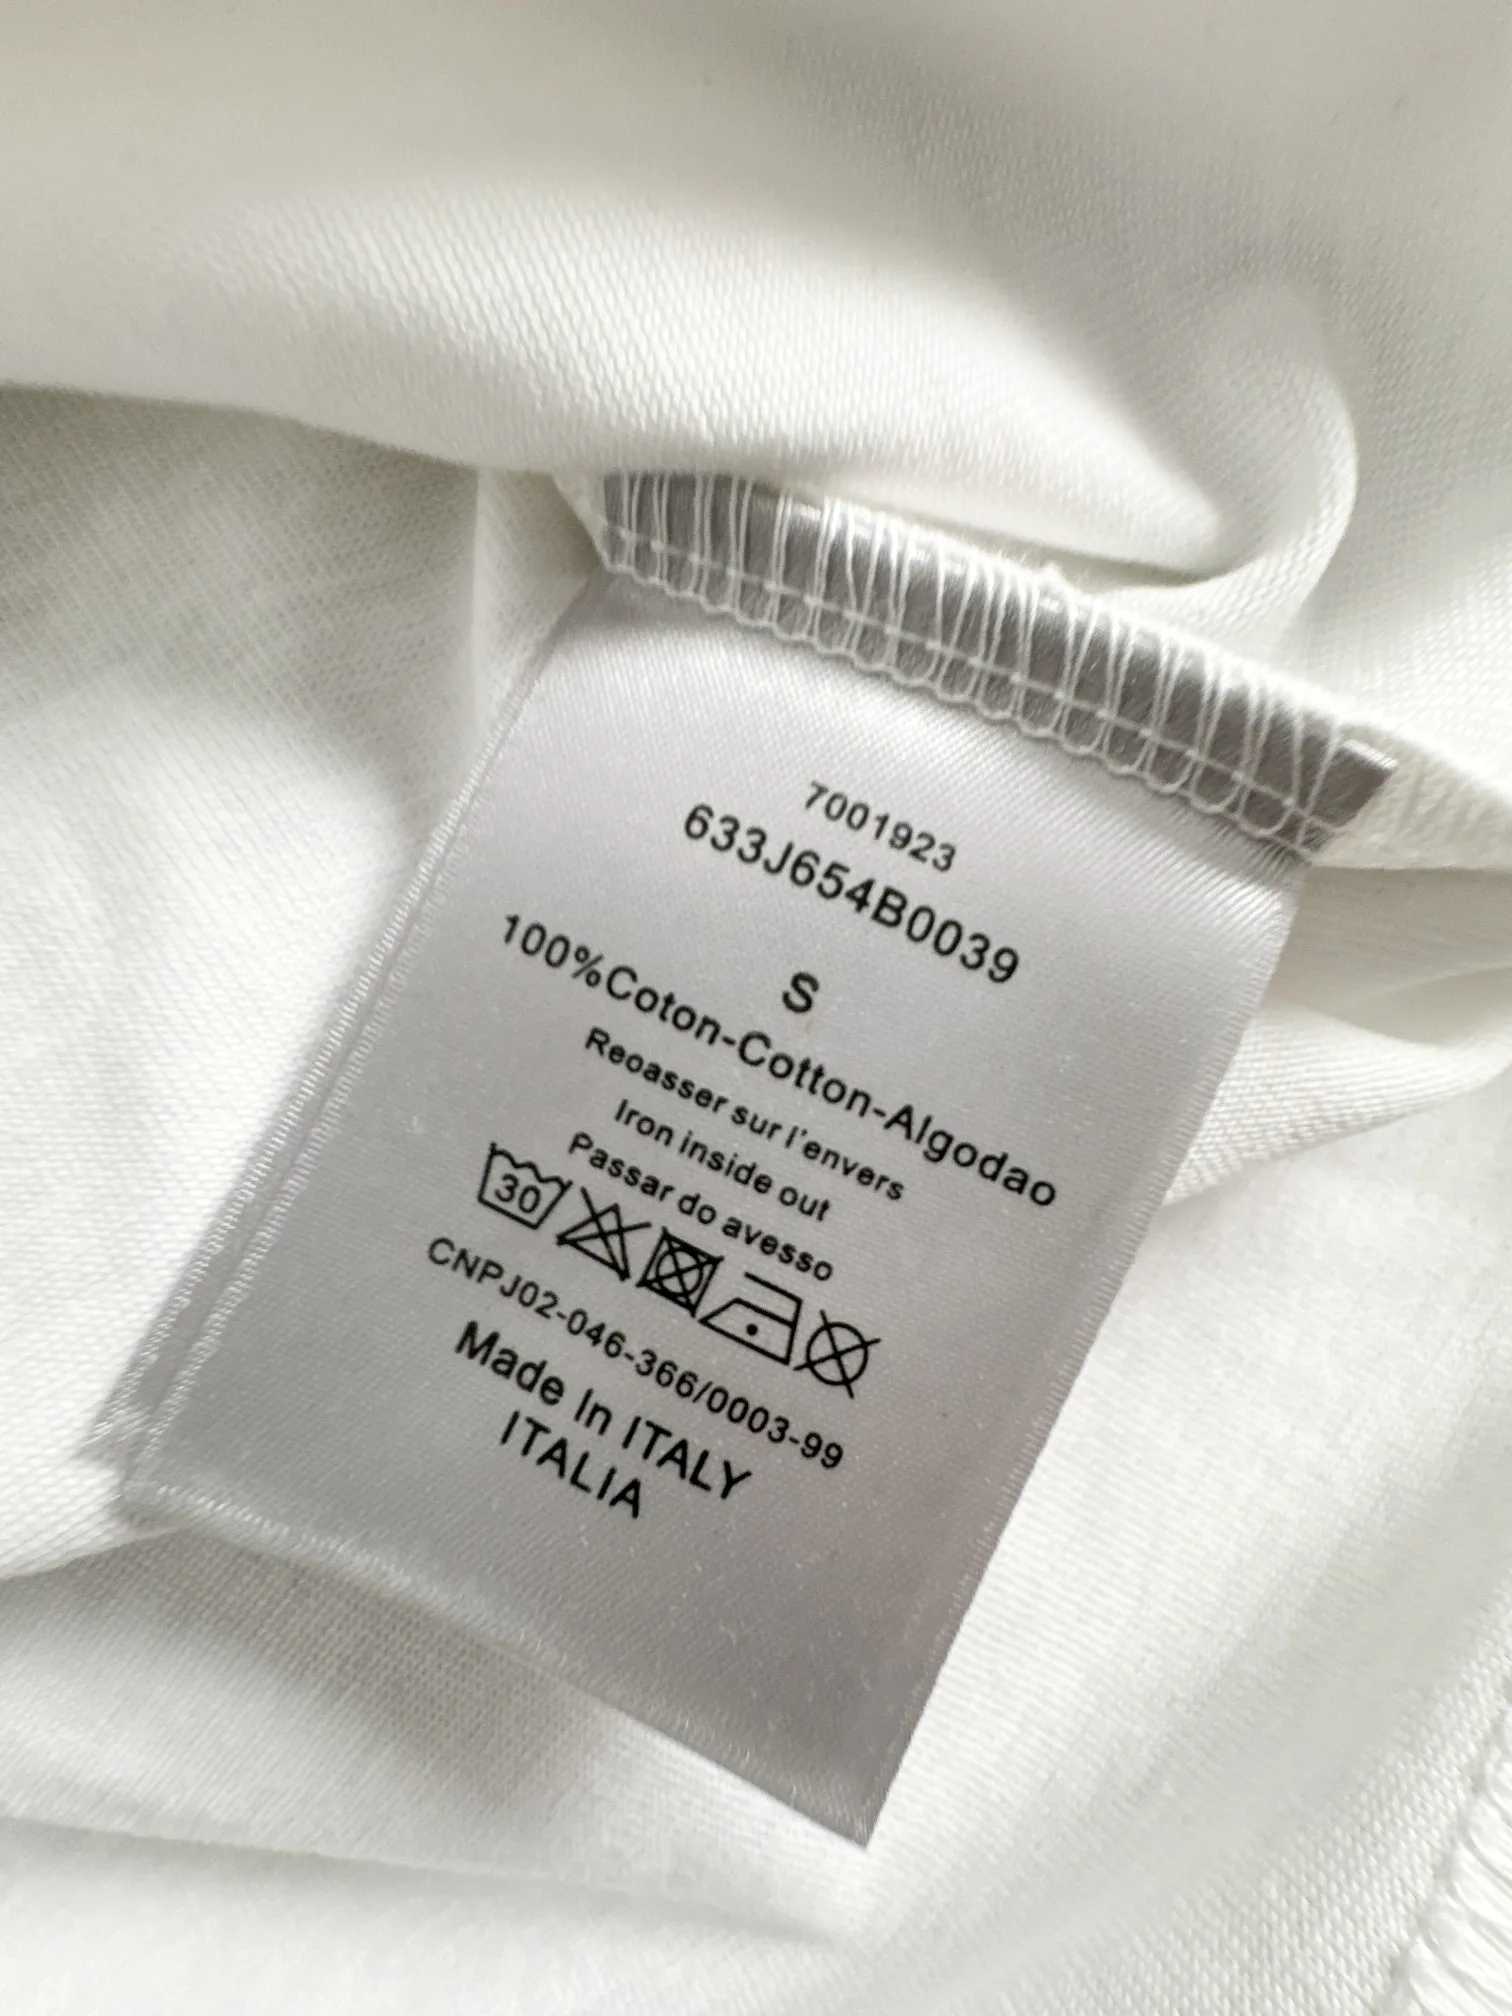 7001923
633J654B0039
S
100%Coton-Cotton-Algodao
Reoasser sur l'envers
Iron inside out
Passar do avesso
30
CNPJ02-046-366/0003-99
Made In ITALY
ITALIA